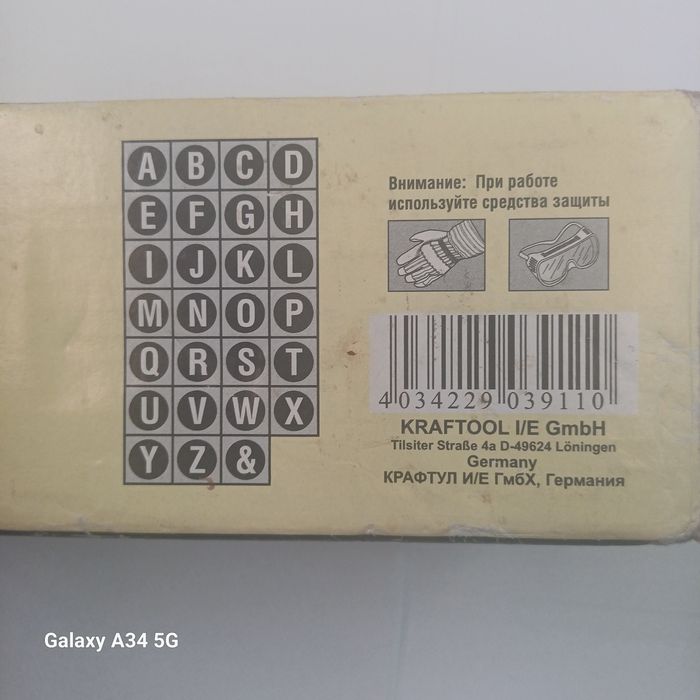 A B C D
E F G H
I J K L
M N O P
Q R S T
U V W X
Y Z &
Внимание: При работе
используйте средства защиты
4 034229 039110
KRAFTOOL I/E GmbH
Tilsiter Straße 4a D-49624 Löningen
Germany
КРАФТУЛ И/Е ГмбХ, Германия
Galaxy A34 5G